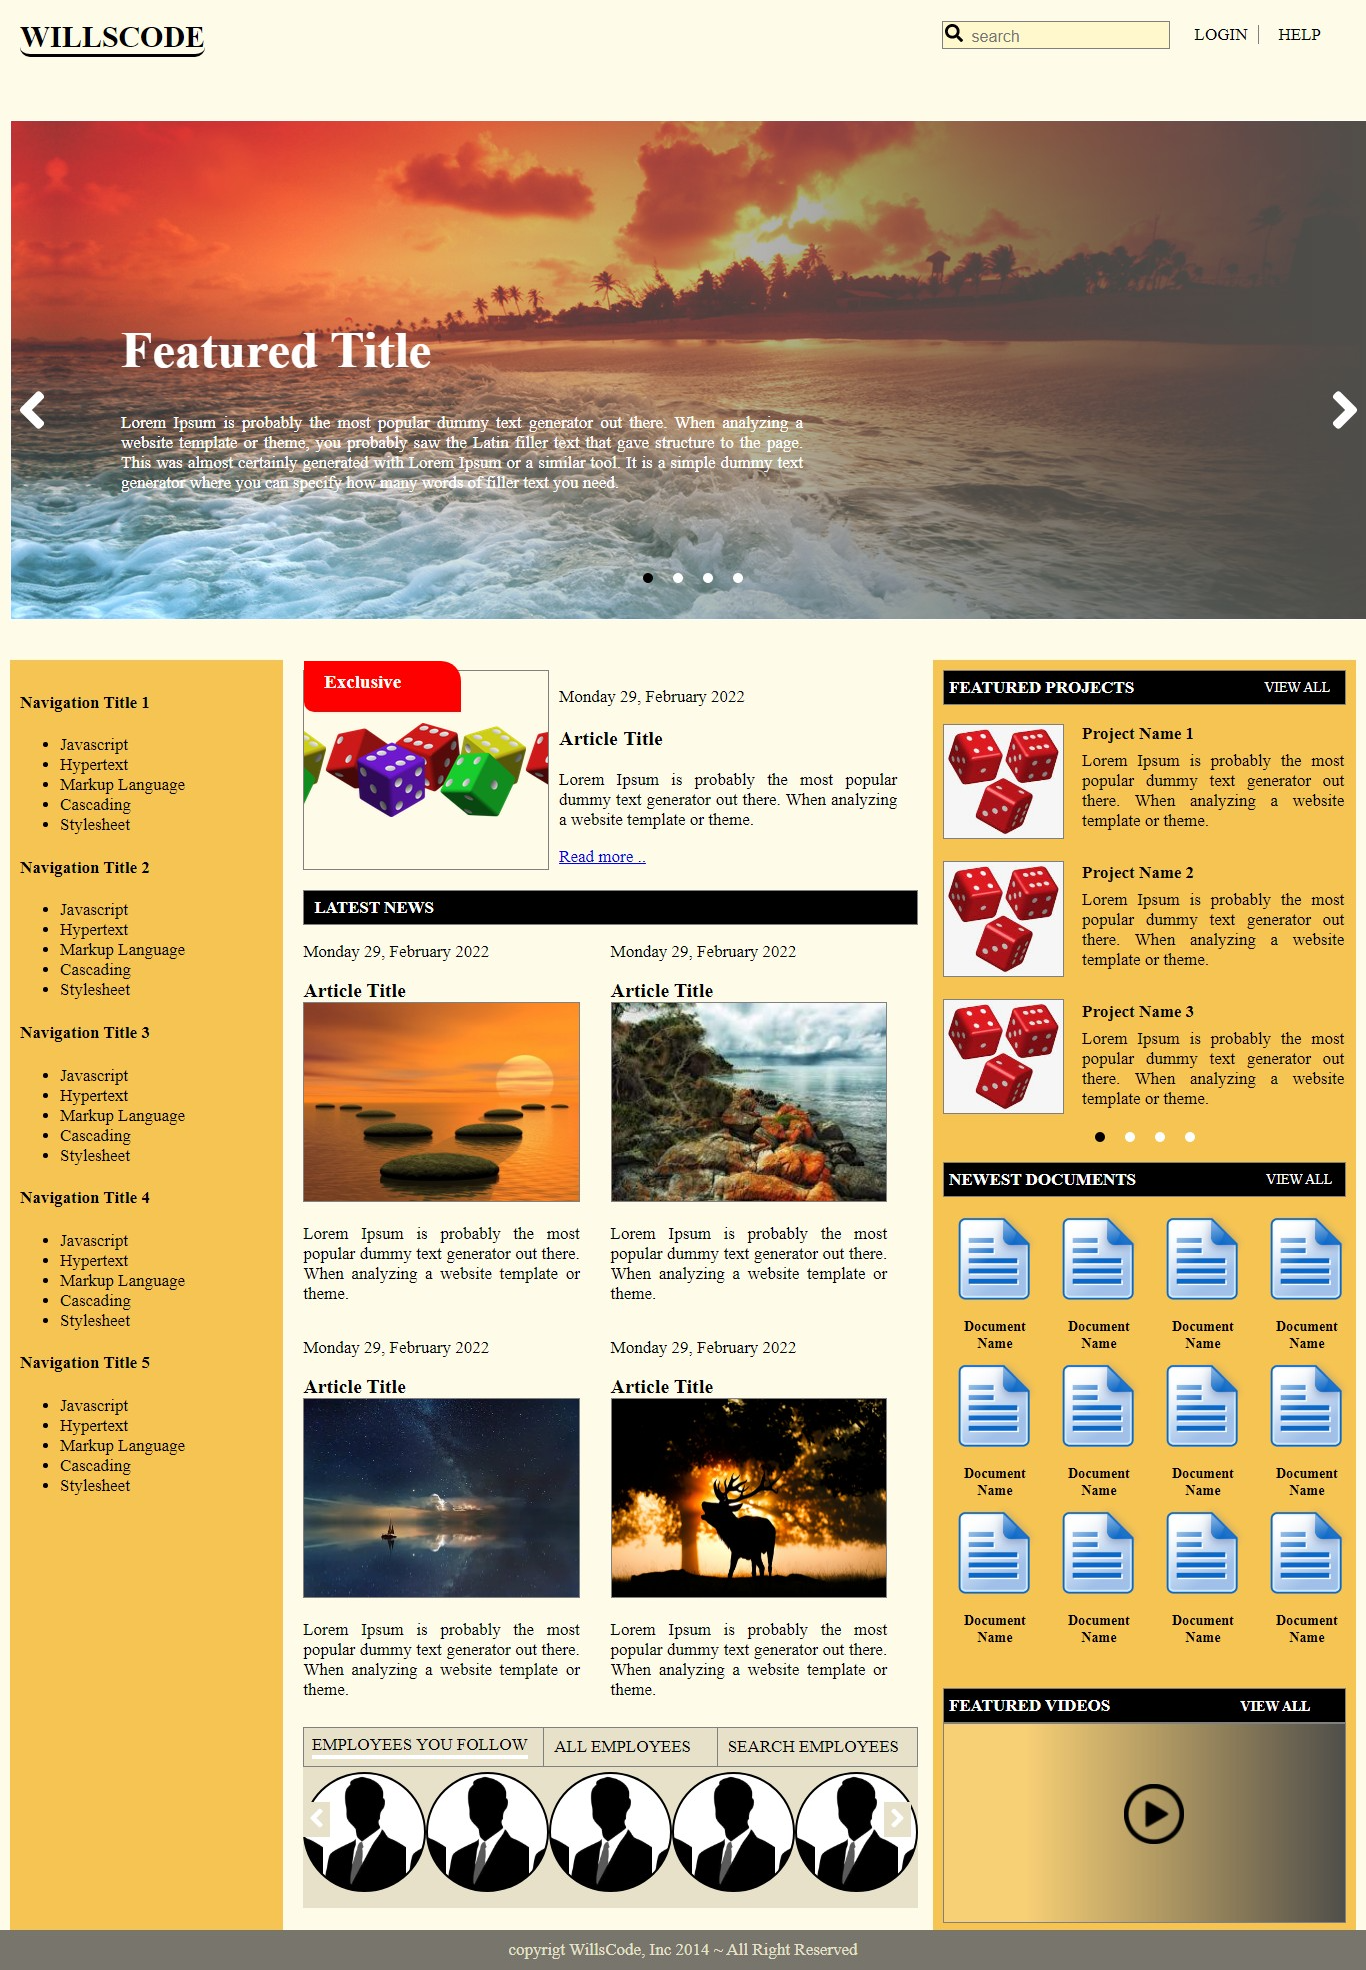 WILLSCODE
search
LOGIN
HELP
Featured Title
Lorem Ipsum is probably the most popular dummy text generator out there. When analyzing a
website template or theme, you probably saw the Latin filler text that gave structure to the page.
This was almost certainly generated with Lorem Ipsum or a similar tool. It is a simple dummy text
generator where you can specify how many words of filler text you need.
Navigation Title 1
Javascript
Hypertext
Markup Language
Cascading
Stylesheet
Navigation Title 2
Javascript
Hypertext
Markup Language
Cascading
Stylesheet
Navigation Title 3
Javascript
Hypertext
Markup Language
Cascading
Stylesheet
Navigation Title 4
Javascript
Hypertext
Markup Language
Cascading
Stylesheet
Navigation Title 5
Javascript
Hypertext
Markup Language
Cascading
Stylesheet
Exclusive
Monday 29, February 2022
Article Title
Lorem Ipsum is probably the most popular
dummy text generator out there. When analyzing
a website template or theme.
Read more ..
LATEST NEWS
Monday 29, February 2022
Article Title
Lorem Ipsum is probably the most
popular dummy text generator out there.
When analyzing a website template or
theme.
Monday 29, February 2022
Article Title
Lorem Ipsum is probably the most
popular dummy text generator out there.
When analyzing a website template or
theme.
Monday 29, February 2022
Article Title
Lorem Ipsum is probably the most
popular dummy text generator out there.
When analyzing a website template or
theme.
Monday 29, February 2022
Article Title
Lorem Ipsum is probably the most
popular dummy text generator out there.
When analyzing a website template or
theme.
EMPLOYEES YOU FOLLOW
ALL EMPLOYEES
SEARCH EMPLOYEES
FEATURED PROJECTS
VIEW ALL
Project Name 1
Lorem Ipsum is probably the most
popular dummy text generator out
there. When analyzing a website
template or theme.
Project Name 2
Lorem Ipsum is probably the most
popular dummy text generator out
there. When analyzing a website
template or theme.
Project Name 3
Lorem Ipsum is probably the most
popular dummy text generator out
there. When analyzing a website
template or theme.
NEWEST DOCUMENTS
VIEW ALL
Document
Name
Document
Name
Document
Name
Document
Name
Document
Name
Document
Name
Document
Name
Document
Name
Document
Name
Document
Name
Document
Name
Document
Name
FEATURED VIDEOS
VIEW ALL
copyrigt WillsCode, Inc 2014 ~ All Right Reserved